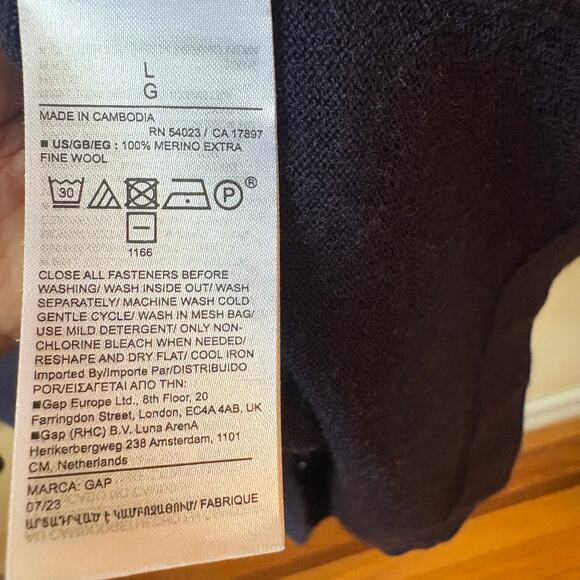 L
G
MADE IN CAMBODIA
RN 54023 / CA 17897
■ US/GB/EG : 100% MERINO EXTRA
FINE WOOL
30 P ®
1166
CLOSE ALL FASTENERS BEFORE
WASHING/ WASH INSIDE OUT/ WASH
SEPARATELY/ MACHINE WASH COLD
GENTLE CYCLE/ WASH IN MESH BAG/
USE MILD DETERGENT/ ONLY NON-
CHLORINE BLEACH WHEN NEEDED/
RESHAPE AND DRY FLAT/ COOL IRON
Imported By/Importe Par/DISTRIBUIDO
POR/ΕΙΣΑΓΕΤΑΙ ΑΠΟ ΤΗΝ:
■Gap Europe Ltd., 8th Floor, 20
Farringdon Street, London, EC4A 4AB, UK
■Gap (RHC) B.V. Luna ArenA
Herikerbergweg 238 Amsterdam, 1101
CM, Netherlands
MARCA: GAP
07/23
ԱՐՏԱԴՐՎԱԾ Է ԿԱՄԲՈՋԱՅՈՒՄ/ FABRIQUE